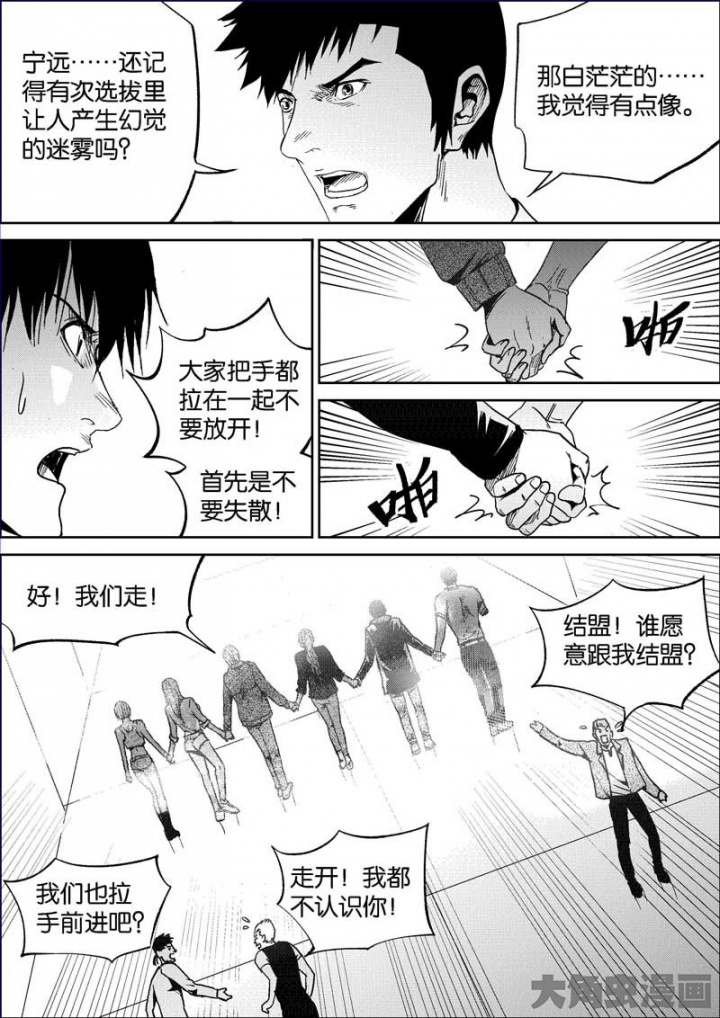 宁远……还记
得有次选拔里
让人产生幻觉
的迷雾吗？
那白茫茫的……
我觉得有点像。
大家把手都
拉在一起不
要放开！
首先是不
要失散！
啪
啪
好！我们走！
结盟！谁愿
意跟我结盟？
我们也拉
手前进吧？
走开！我都
不认识你！
大角虫漫画